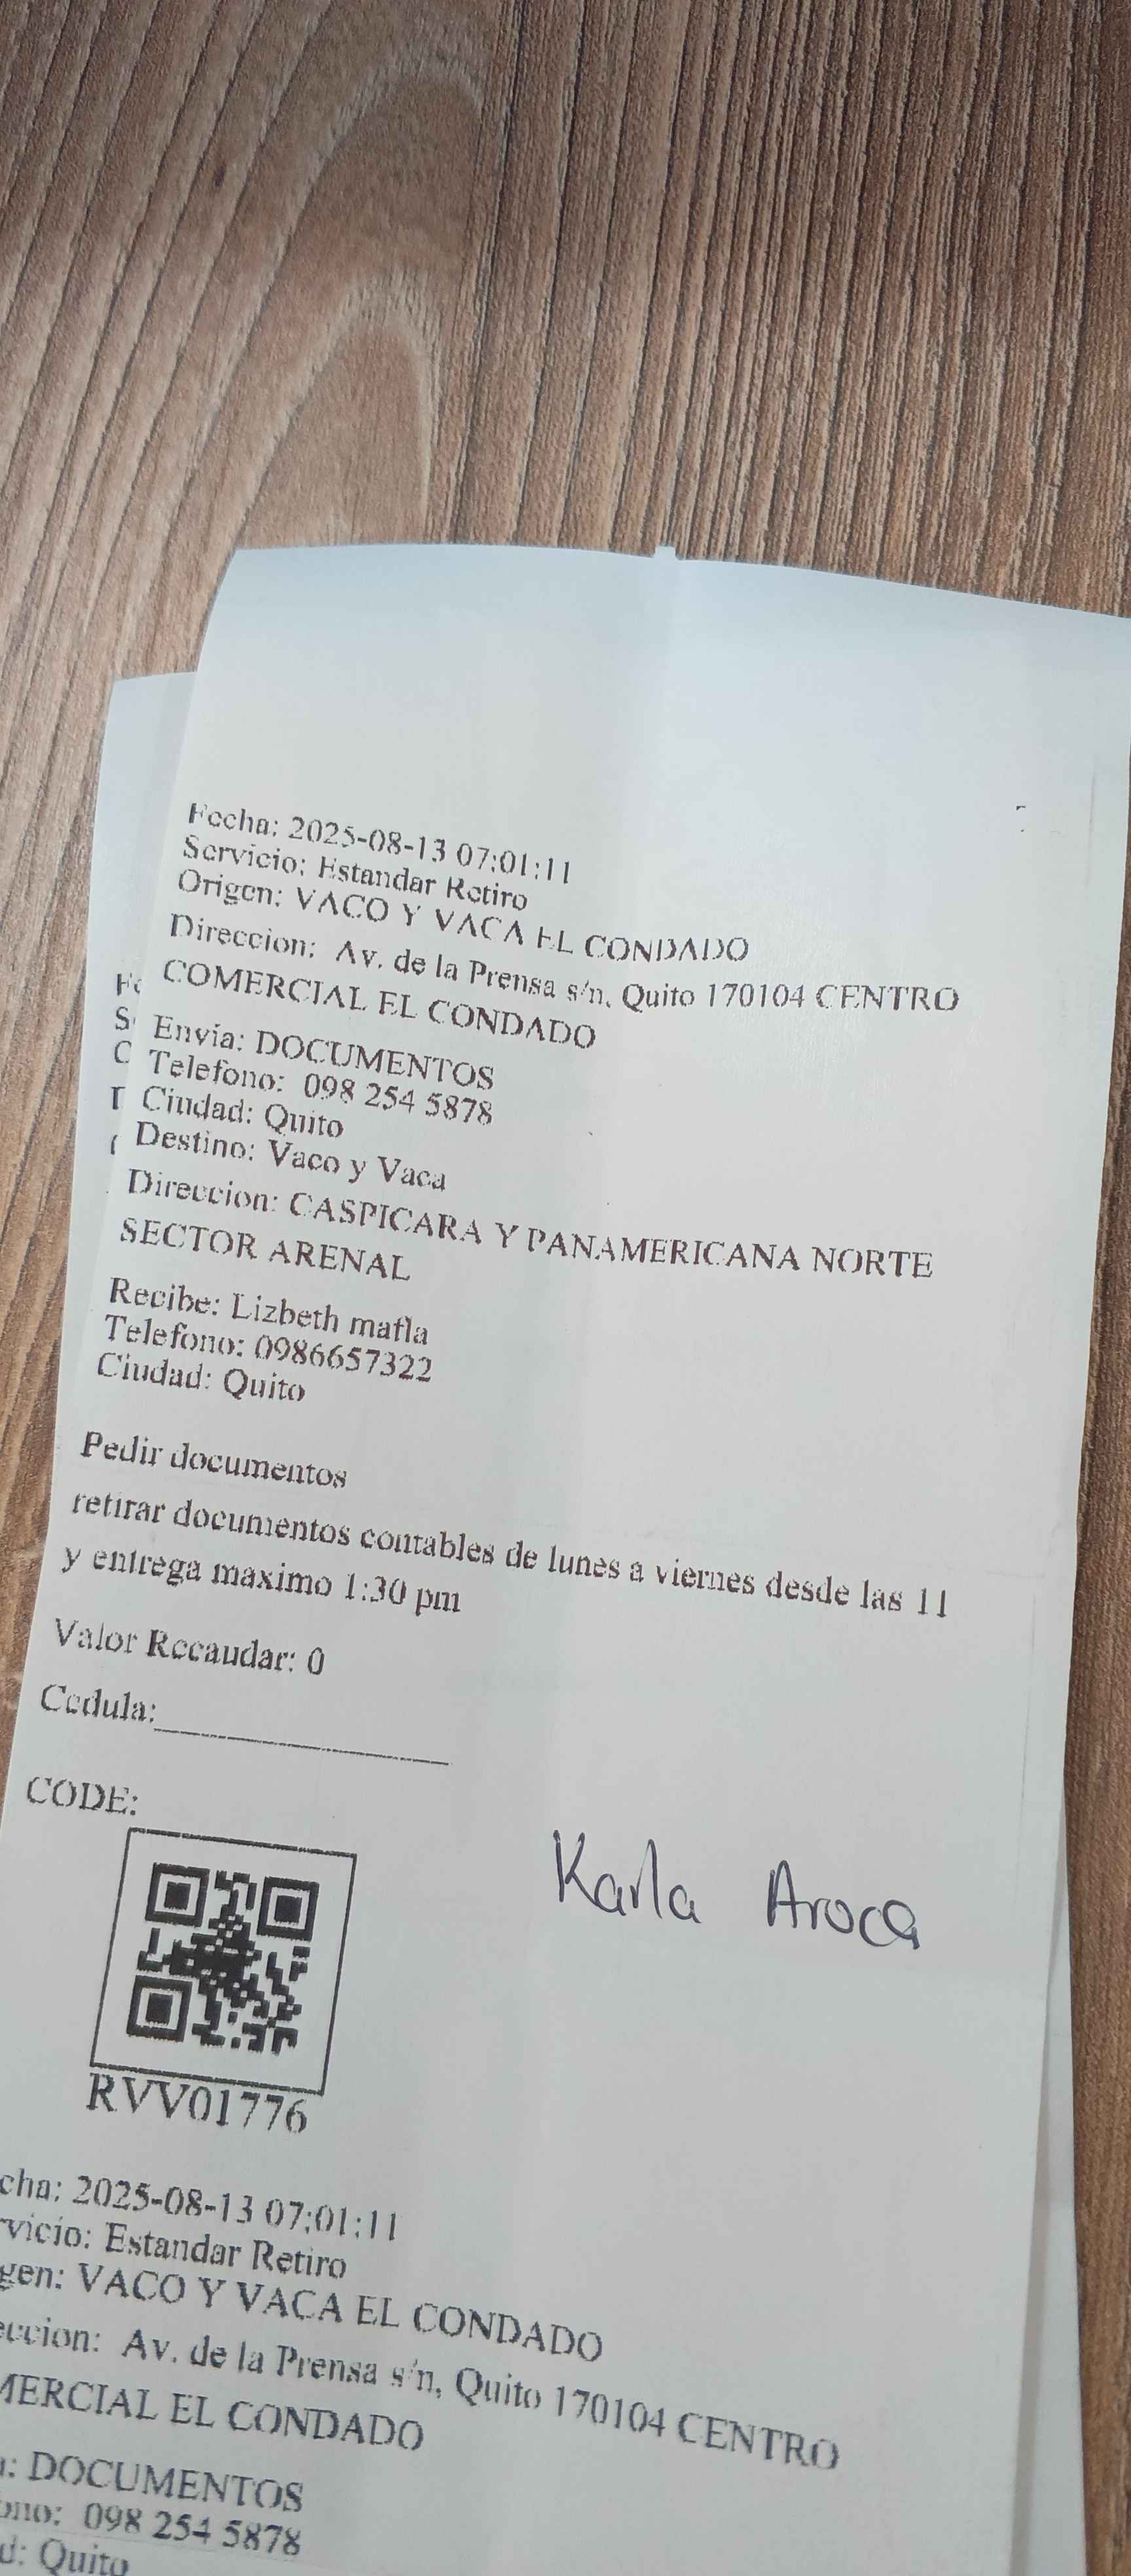 Fecha: 2025-08-13 07:01:11
Servicio: Estandar Retiro
Origen: VACO Y VACA EL CONDADO
Direccion: Av. de la Prensa s/n, Quito 170104 CENTRO
COMERCIAL EL CONDADO
Envía: DOCUMENTOS
Telefono: 098 254 5878
Ciudad: Quito
Destino: Vaco y Vaca
Direccion: CASPICARA Y PANAMERICANA NORTE
SECTOR ARENAL
Recibe: Lizbeth mafla
Telefono: 0986657322
Ciudad: Quito
Pedir documentos
retirar documentos contables de lunes a viernes desde las 11
y entrega maximo 1:30 pm
Valor Recaudar: 0
Cedula:
CODE:
Karla Aroca
RVV01776
cha: 2025-08-13 07:01:11
rvicio: Estandar Retiro
gen: VACO Y VACA EL CONDADO
eccion: Av. de la Prensa s/n, Quito 170104 CENTRO
MERCIAL EL CONDADO
a: DOCUMENTOS
ono: 098 254 5878
d: Quito